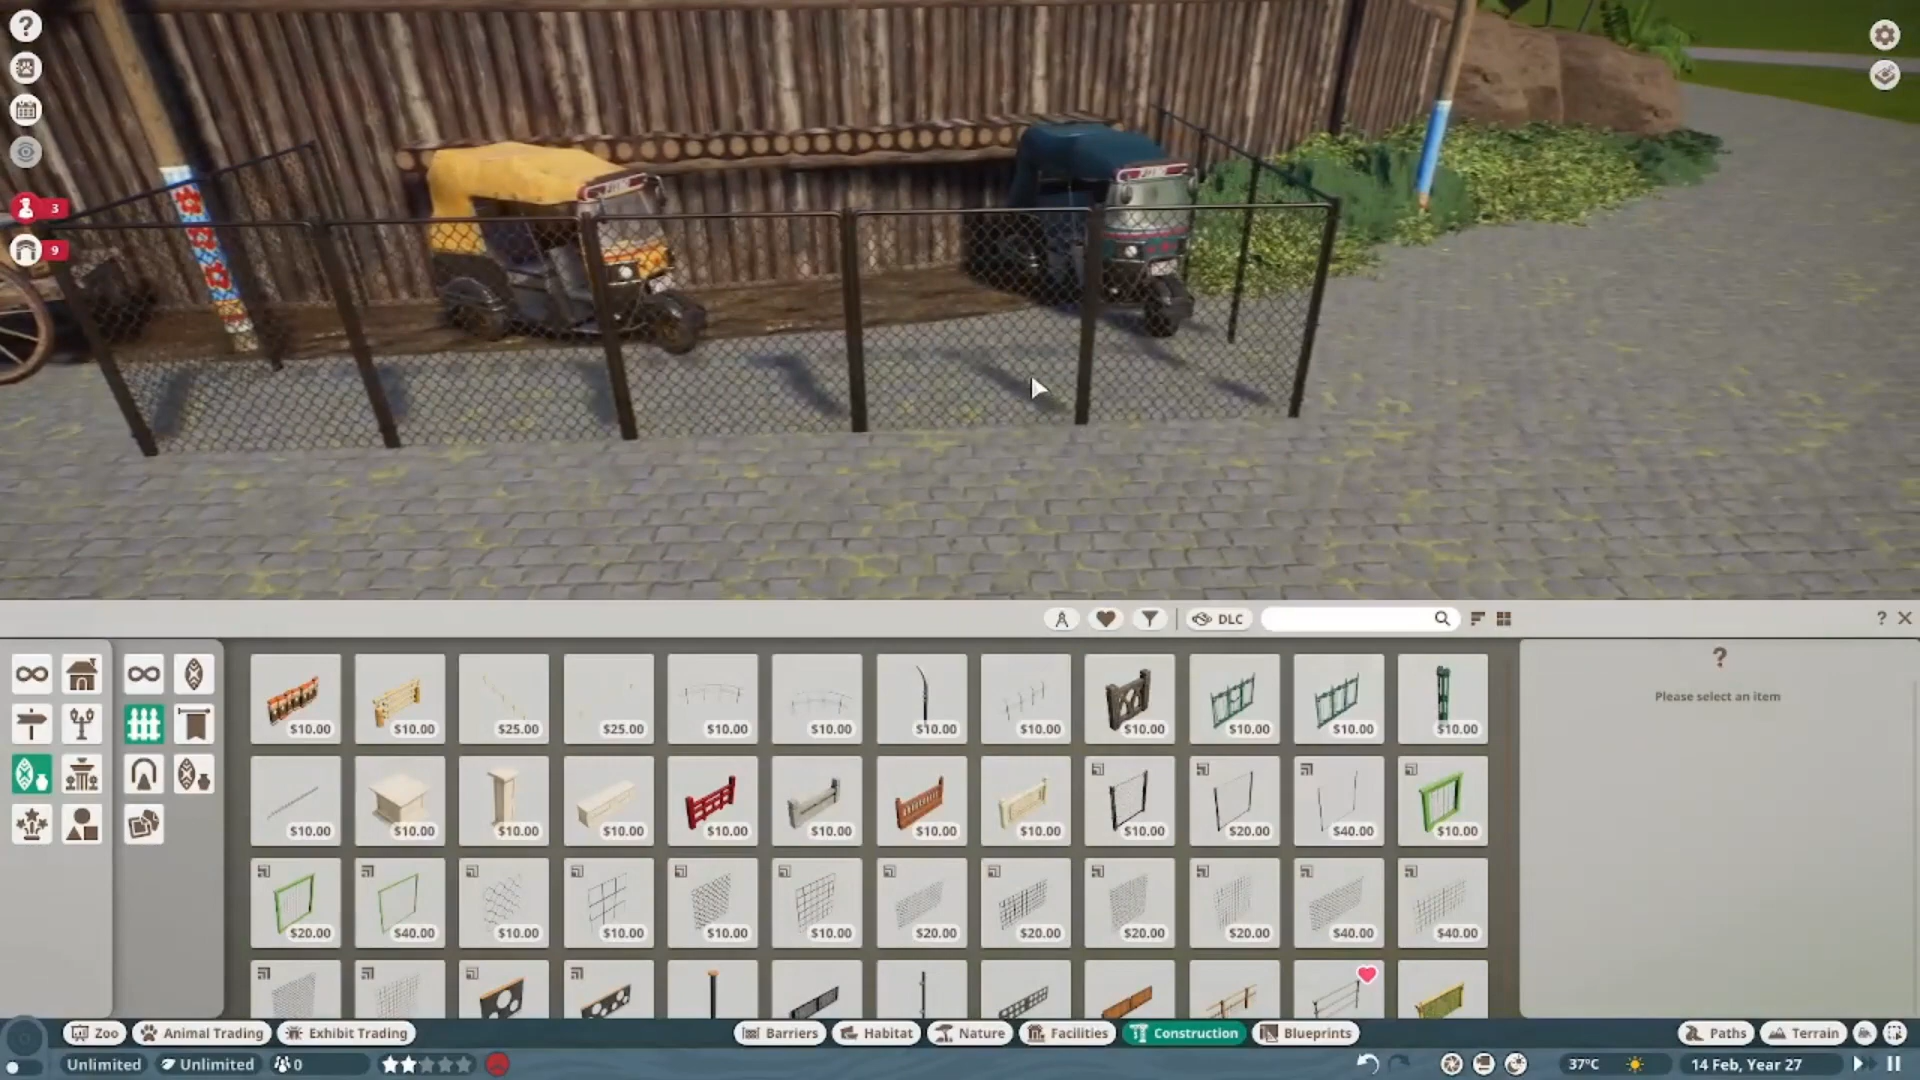 ?
3
9
DLC
?
$10.00 $10.00 $25.00 $25.00 $10.00 $10.00 $10.00 $10.00 $10.00 $10.00 $10.00 $10.00
$10.00 $10.00 $10.00 $10.00 $10.00 $10.00 $10.00 $10.00 $10.00 $20.00 $40.00 $10.00
$20.00 $40.00 $10.00 $10.00 $10.00 $10.00 $20.00 $20.00 $20.00 $20.00 $40.00 $40.00
?
Please select an item
Zoo Animal Trading Exhibit Trading Barriers Habitat Nature Facilities Construction Blueprints Paths Terrain
Unlimited Unlimited 0 37°C 14 Feb, Year 27